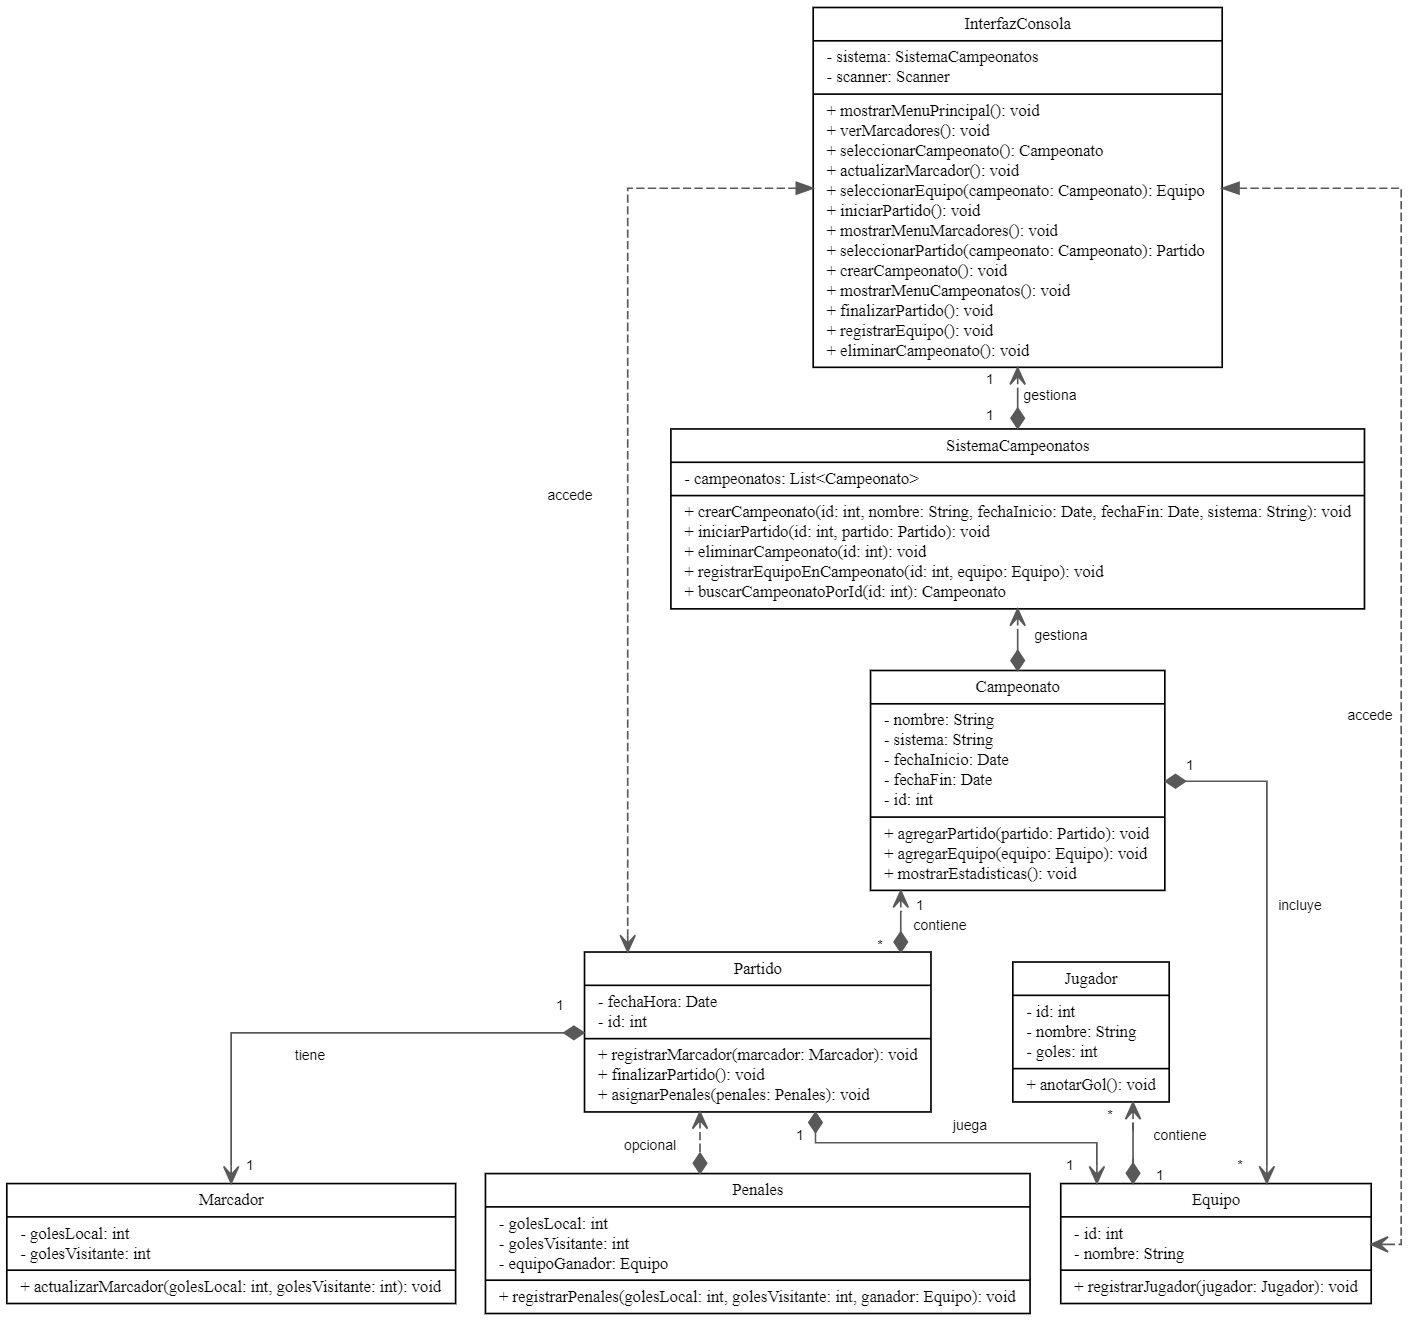 InterfazConsola
- sistema: SistemaCampeonatos
- scanner: Scanner
+ mostrarMenuPrincipal(): void
+ verMarcadores(): void
+ seleccionarCampeonato(): Campeonato
+ actualizarMarcador(): void
+ seleccionarEquipo(campeonato: Campeonato): Equipo
+ iniciarPartido(): void
+ mostrarMenuMarcadores(): void
+ seleccionarPartido(campeonato: Campeonato): Partido
+ crearCampeonato(): void
+ mostrarMenuCampeonatos(): void
+ finalizarPartido(): void
+ registrarEquipo(): void
+ eliminarCampeonato(): void
1
gestiona
1
SistemaCampeonatos
- campeonatos: List<Campeonato>
+ crearCampeonato(id: int, nombre: String, fechaInicio: Date, fechaFin: Date, sistema: String): void
+ iniciarPartido(id: int, partido: Partido): void
+ eliminarCampeonato(id: int): void
+ registrarEquipoEnCampeonato(id: int, equipo: Equipo): void
+ buscarCampeonatoPorId(id: int): Campeonato
accede
gestiona
Campeonato
- nombre: String
- sistema: String
- fechaInicio: Date
- fechaFin: Date
- id: int
+ agregarPartido(partido: Partido): void
+ agregarEquipo(equipo: Equipo): void
+ mostrarEstadisticas(): void
accede
1
1
contiene
*
incluye
Partido
- fechaHora: Date
- id: int
+ registrarMarcador(marcador: Marcador): void
+ finalizarPartido(): void
+ asignarPenales(penales: Penales): void
Jugador
- id: int
- nombre: String
- goles: int
+ anotarGol(): void
1
tiene
1
opcional
1
juega
1
*
contiene
1
*
Marcador
- golesLocal: int
- golesVisitante: int
+ actualizarMarcador(golesLocal: int, golesVisitante: int): void
Penales
- golesLocal: int
- golesVisitante: int
- equipoGanador: Equipo
+ registrarPenales(golesLocal: int, golesVisitante: int, ganador: Equipo): void
Equipo
- id: int
- nombre: String
+ registrarJugador(jugador: Jugador): void